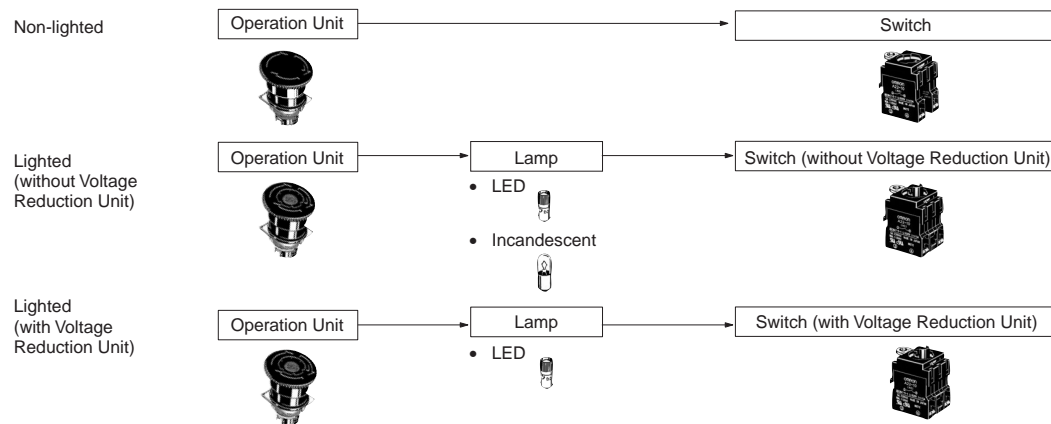 Non-lighted
Operation Unit
Switch
Lighted
(without Voltage
Reduction Unit)
Operation Unit
Lamp
Switch (without Voltage Reduction Unit)
• LED
• Incandescent
Lighted
(with Voltage
Reduction Unit)
Operation Unit
Lamp
Switch (with Voltage Reduction Unit)
• LED